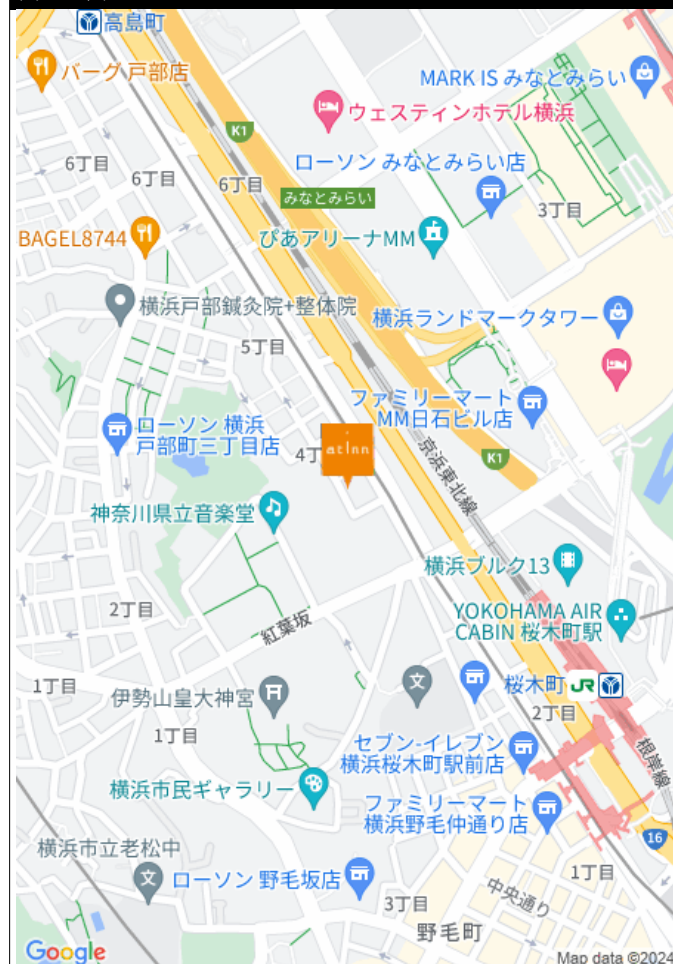 高島町
バーグ 戸部店
MARK IS みなとみらい
ウェスティンホテル横浜
K1
ローソン みなとみらい店
6丁目
6丁目
6丁目
みなとみらい
3丁目
BAGEL8744
ぴあアリーナMM
横浜戸部鍼灸院+整体院
横浜ランドマークタワー
5丁目
ファミリーマート
MM日石ビル店
ローソン 横浜
戸部町三丁目店
4丁
at inn
京浜東北線
K1
神奈川県立音楽堂
横浜ブルク13
2丁目
紅葉坂
YOKOHAMA AIR
CABIN 桜木町駅
1丁目
伊勢山皇大神宮
文
桜木町
JR
2丁目
1丁目
セブン-イレブン
横浜桜木町駅前店
根岸線
横浜市民ギャラリー
ファミリーマート
横浜野毛仲通り店
16
横浜市立老松中
文
ローソン 野毛坂店
1丁目
中央通り
3丁目
野毛町
Google
Map data ©2024